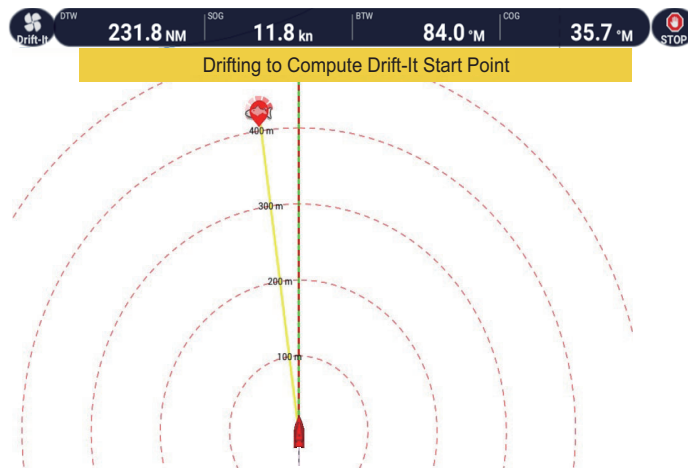 Drift-It
DTW 231.8 NM
SOG 11.8 kn
BTW 84.0 °M
COG 35.7 °M
STOP
Drifting to Compute Drift-It Start Point
400 m
300 m
200 m
100 m